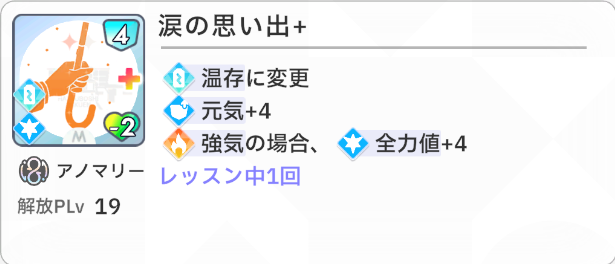 涙の思い出+
4
温存に変更
元気+4
-2
強気の場合、全力値+4
M
アノマリー
レッスン中1回
解放PLv 19